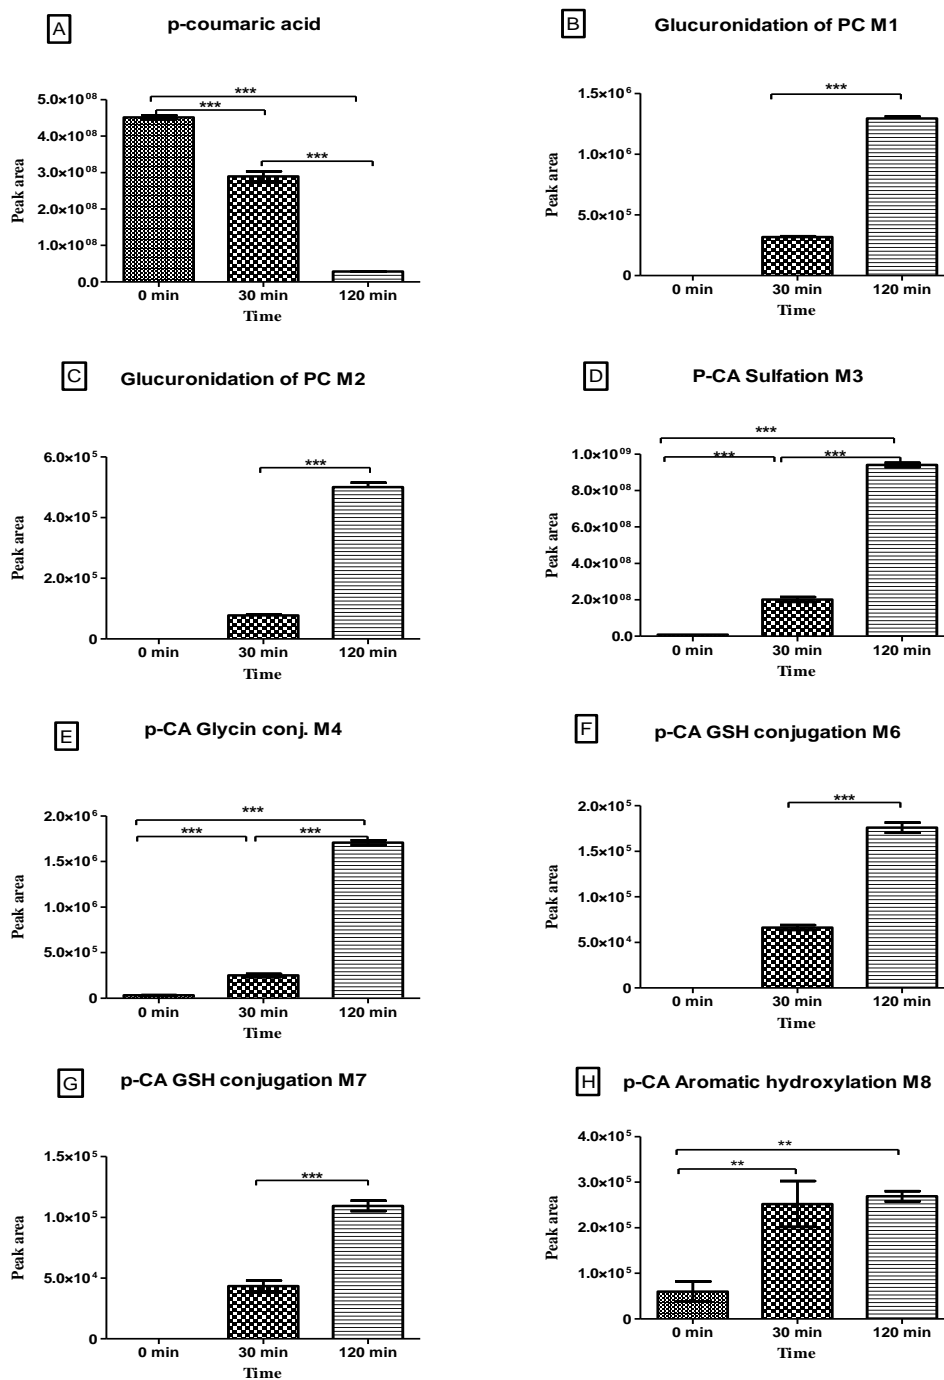 A p-coumaric acid
5.0×10⁰⁸
4.0×10⁰⁸
3.0×10⁰⁸
2.0×10⁰⁸
1.0×10⁰⁸
0.0
Peak area
***
***
***
0 min 30 min 120 min
Time
B Glucuronidation of PC M1
1.5×10⁶
1.0×10⁶
5.0×10⁵
0
Peak area
***
0 min 30 min 120 min
Time
C Glucuronidation of PC M2
6.0×10⁵
4.0×10⁵
2.0×10⁵
0
Peak area
***
0 min 30 min 120 min
Time
D P-CA Sulfation M3
1.0×10⁰⁹
8.0×10⁰⁸
6.0×10⁰⁸
4.0×10⁰⁸
2.0×10⁰⁸
0.0
Peak area
***
*** ***
0 min 30 min 120 min
Time
E p-CA Glycin conj. M4
2.0×10⁶
1.5×10⁶
1.0×10⁶
5.0×10⁵
0
Peak area
***
*** ***
0 min 30 min 120 min
Time
F p-CA GSH conjugation M6
2.0×10⁵
1.5×10⁵
1.0×10⁵
5.0×10⁴
0
Peak area
***
0 min 30 min 120 min
Time
G p-CA GSH conjugation M7
1.5×10⁵
1.0×10⁵
5.0×10⁴
0
Peak area
***
0 min 30 min 120 min
Time
H p-CA Aromatic hydroxylation M8
4.0×10⁵
3.0×10⁵
2.0×10⁵
1.0×10⁵
0
Peak area
**
**
0 min 30 min 120 min
Time